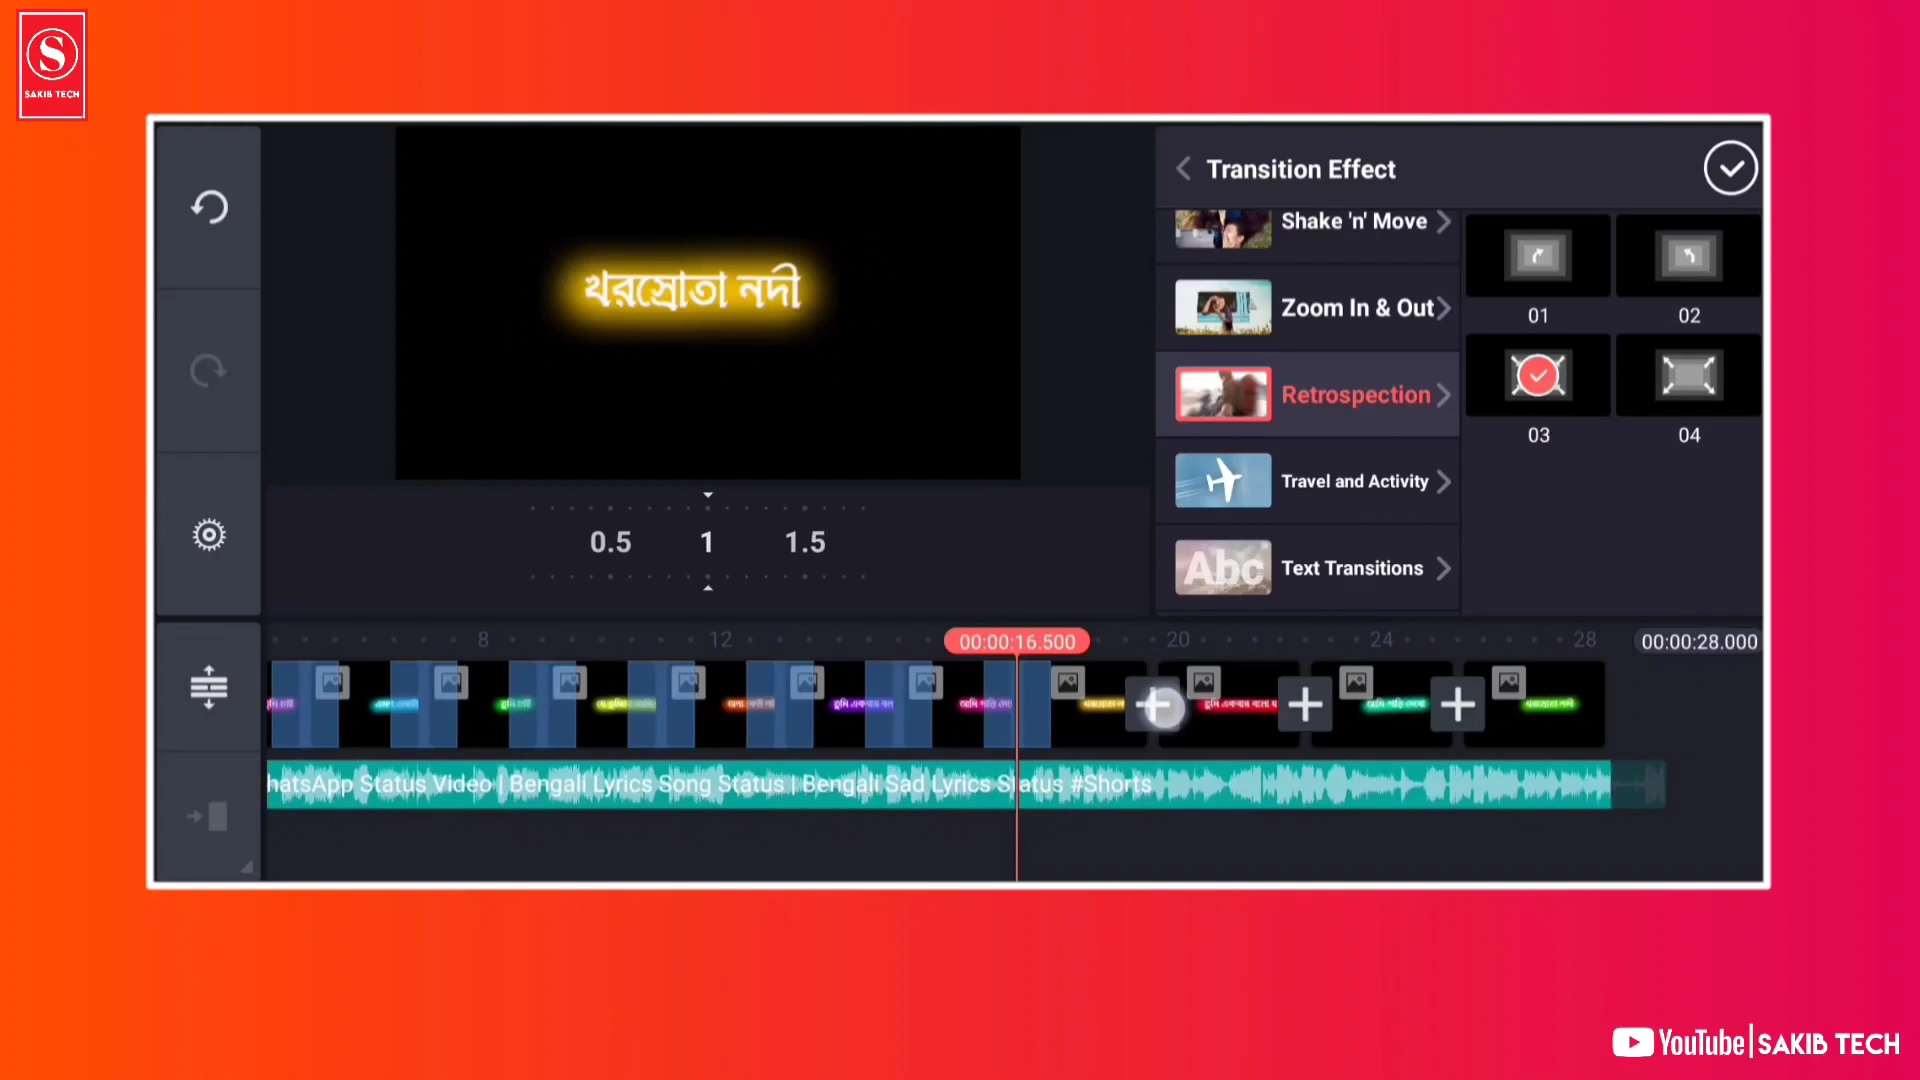 S
SAKIB TECH
Transition Effect
খরস্রোতা নদী
Shake 'n' Move
Zoom In & Out
Retrospection
Travel and Activity
Abc
Text Transitions
01
02
03
04
0.5
1
1.5
8
12
00:00:16.500
20
24
28
00:00:28.000
hatsApp Status Video | Bengali Lyrics Song Status | Bengali Sad Lyrics Status #Shorts
YouTube | SAKIB TECH